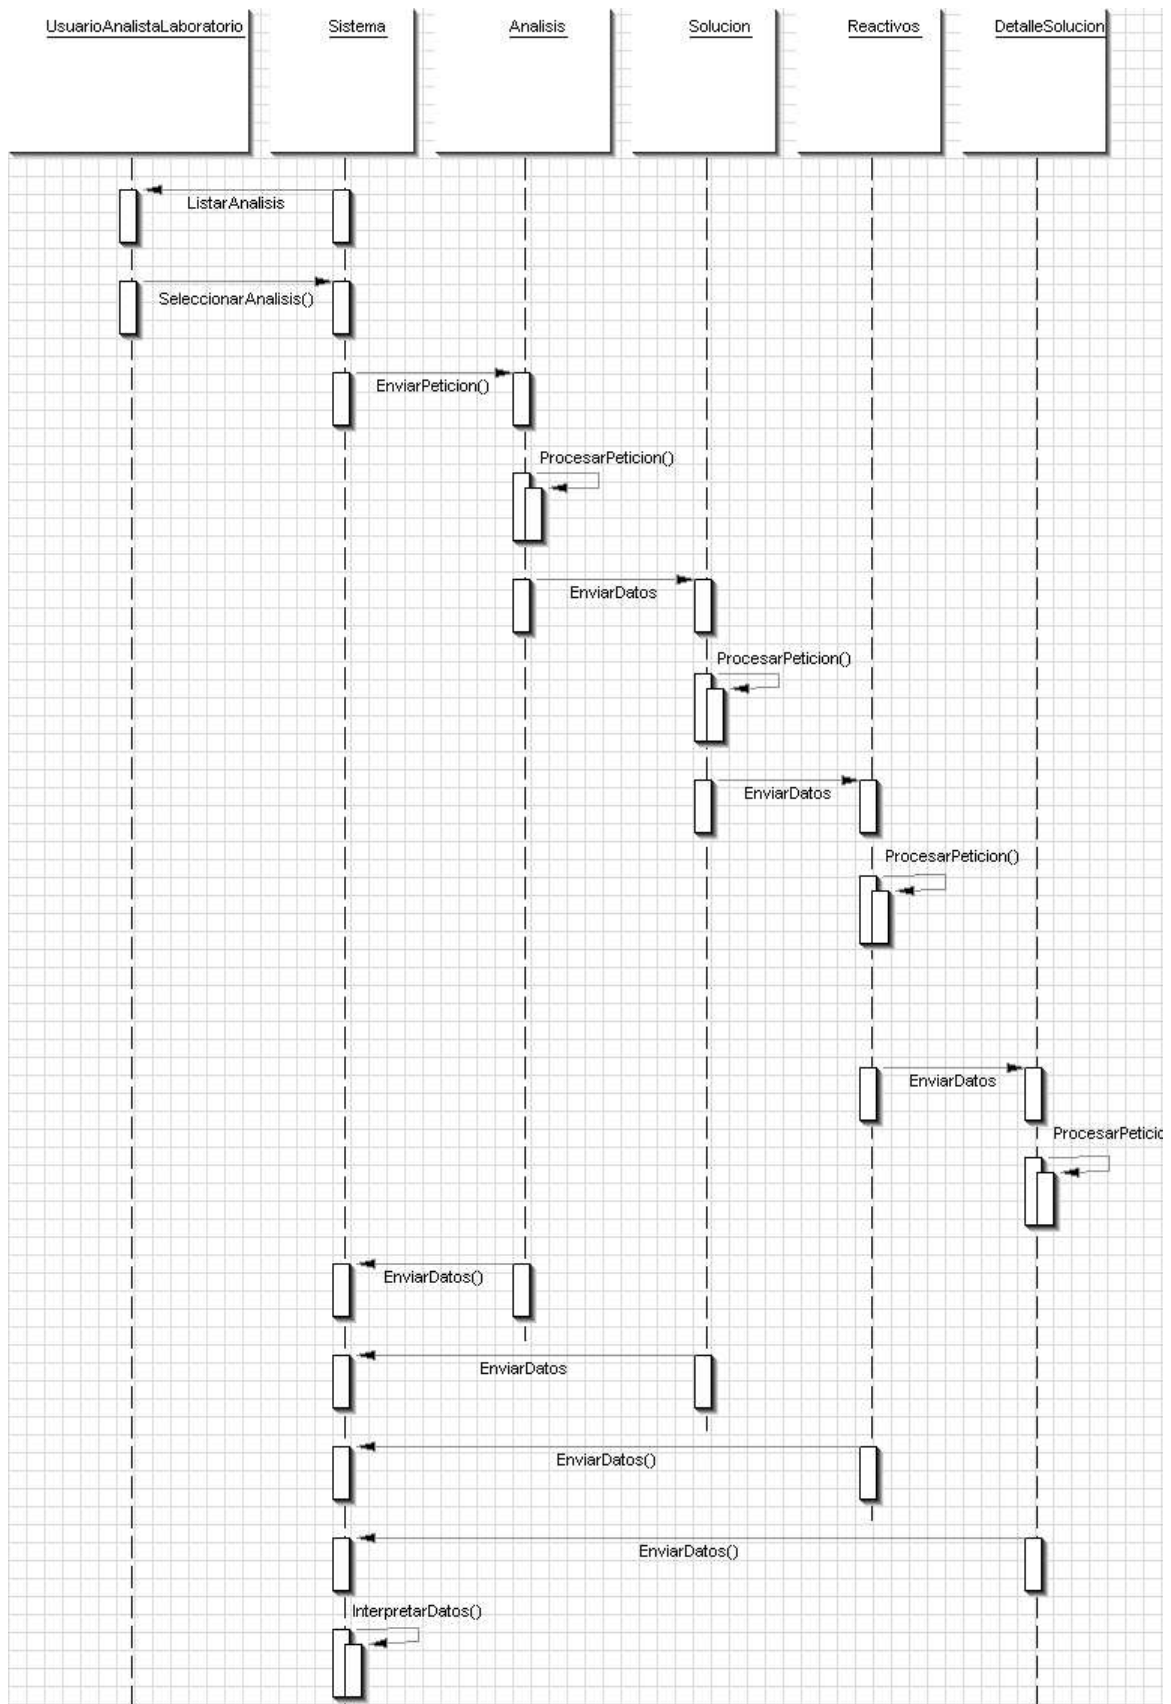 UsuarioAnalistaLaboratorio
Sistema
Analisis
Solucion
Reactivos
DetalleSolucion
ListarAnalisis
SeleccionarAnalisis()
EnviarPeticion()
ProcesarPeticion()
EnviarDatos
ProcesarPeticion()
EnviarDatos
ProcesarPeticion()
EnviarDatos
ProcesarPeticio
EnviarDatos()
EnviarDatos
EnviarDatos()
EnviarDatos()
InterpretarDatos()